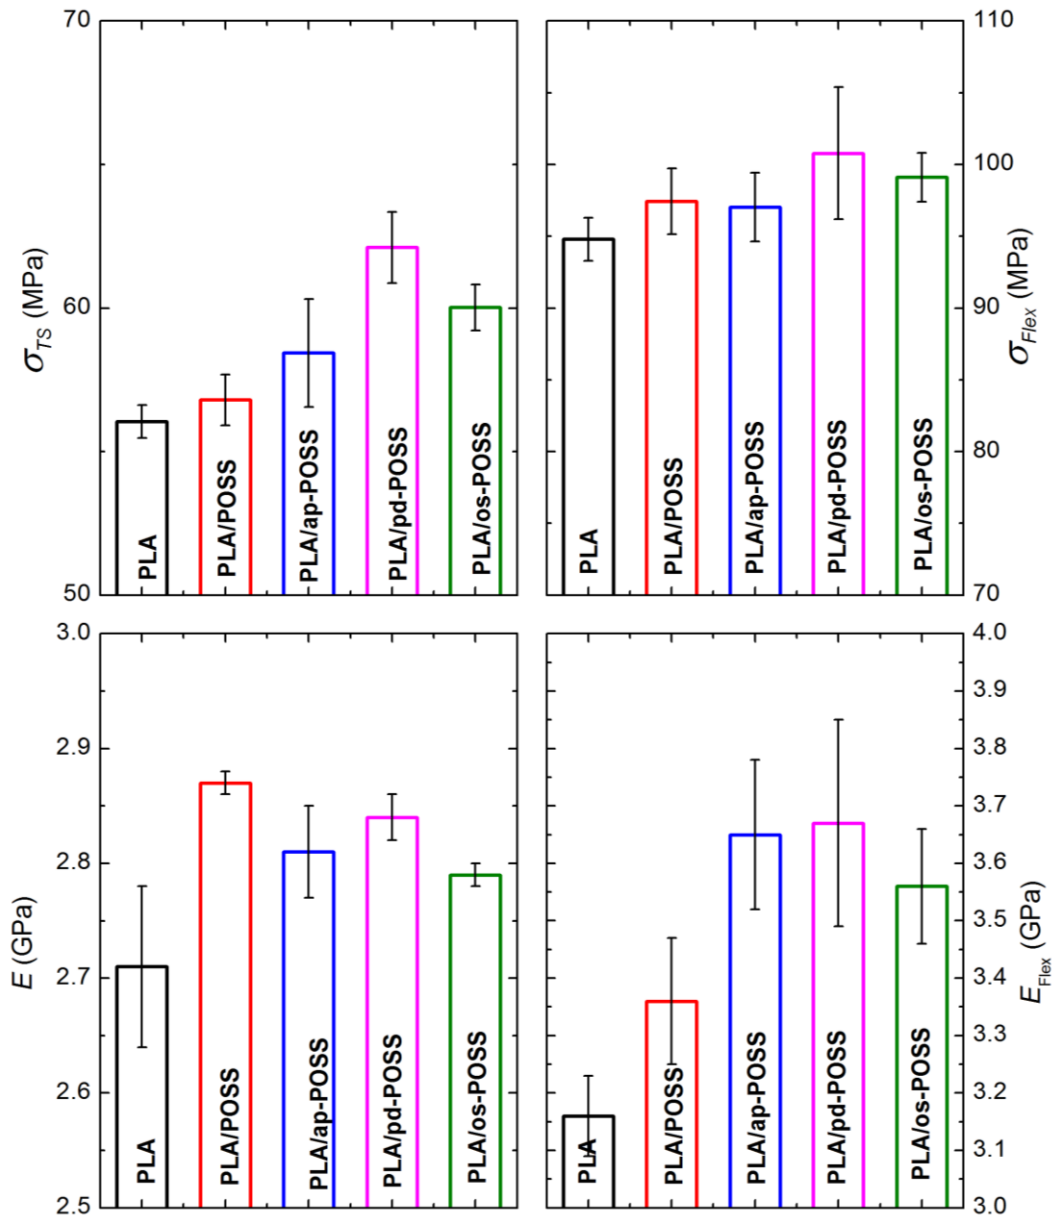 70
60
50
σTS (MPa)
PLA
PLA/POSS
PLA/ap-POSS
PLA/pd-POSS
PLA/os-POSS
110
100
90
80
70
σFlex (MPa)
PLA
PLA/POSS
PLA/ap-POSS
PLA/pd-POSS
PLA/os-POSS
3.0
2.9
2.8
2.7
2.6
2.5
E (GPa)
PLA
PLA/POSS
PLA/ap-POSS
PLA/pd-POSS
PLA/os-POSS
4.0
3.9
3.8
3.7
3.6
3.5
3.4
3.3
3.2
3.1
3.0
EFlex (GPa)
PLA
PLA/POSS
PLA/ap-POSS
PLA/pd-POSS
PLA/os-POSS